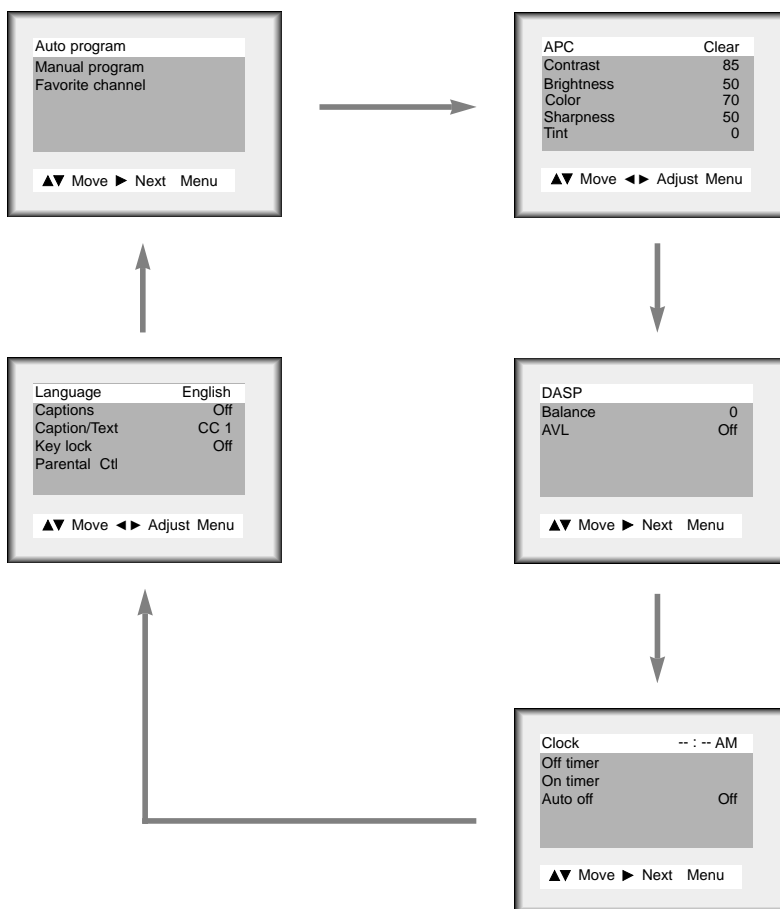 Auto program
Manual program
Favorite channel
▲▼ Move ► Next Menu
APC Clear
Contrast 85
Brightness 50
Color 70
Sharpness 50
Tint 0
▲▼ Move ◄► Adjust Menu
Language English
Captions Off
Caption/Text CC 1
Key lock Off
Parental Ctl
▲▼ Move ◄► Adjust Menu
DASP
Balance 0
AVL Off
▲▼ Move ► Next Menu
Clock -- : -- AM
Off timer
On timer
Auto off Off
▲▼ Move ► Next Menu